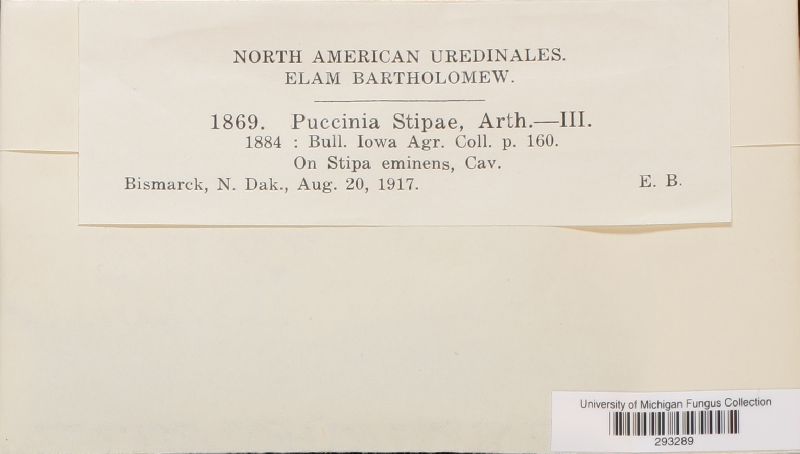 NORTH AMERICAN UREDINALES.
ELAM BARTHOLOMEW.
1869. Puccinia Stipae, Arth.—III.
1884 : Bull. Iowa Agr. Coll. p. 160.
On Stipa eminens, Cav.
Bismarck, N. Dak., Aug. 20, 1917. E. B.
University of Michigan Fungus Collection
293289